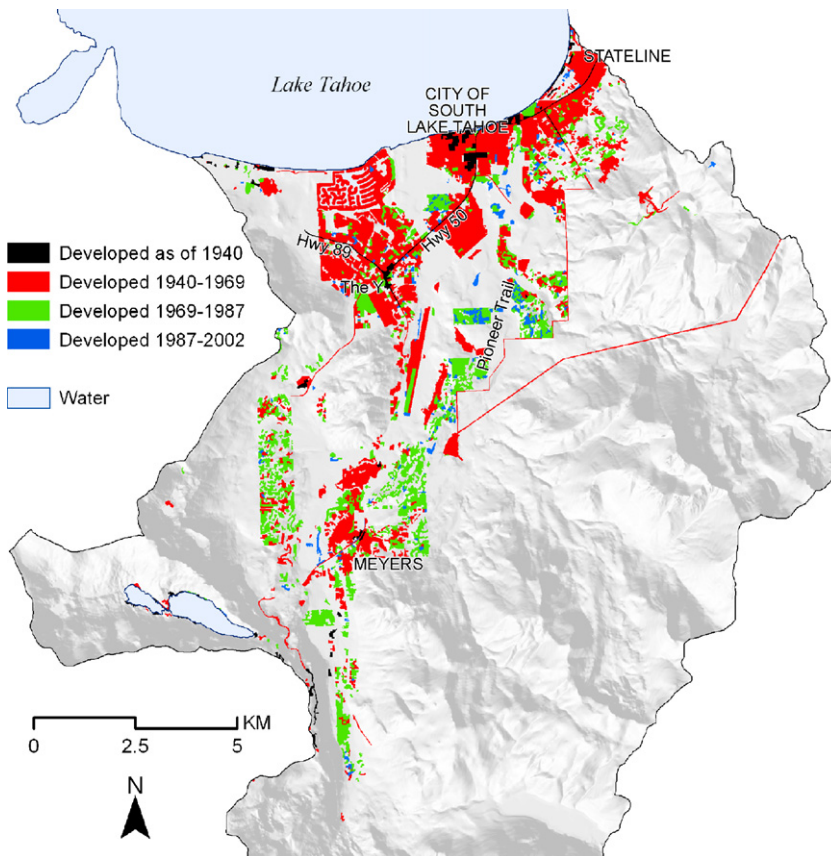 STATELINE
Lake Tahoe
CITY OF
SOUTH
LAKE TAHOE
Hwy 89
Hwy 50
The Y
Pioneer Trail
Developed as of 1940
Developed 1940-1969
Developed 1969-1987
Developed 1987-2002
Water
MEYERS
KM
0 2.5 5
N